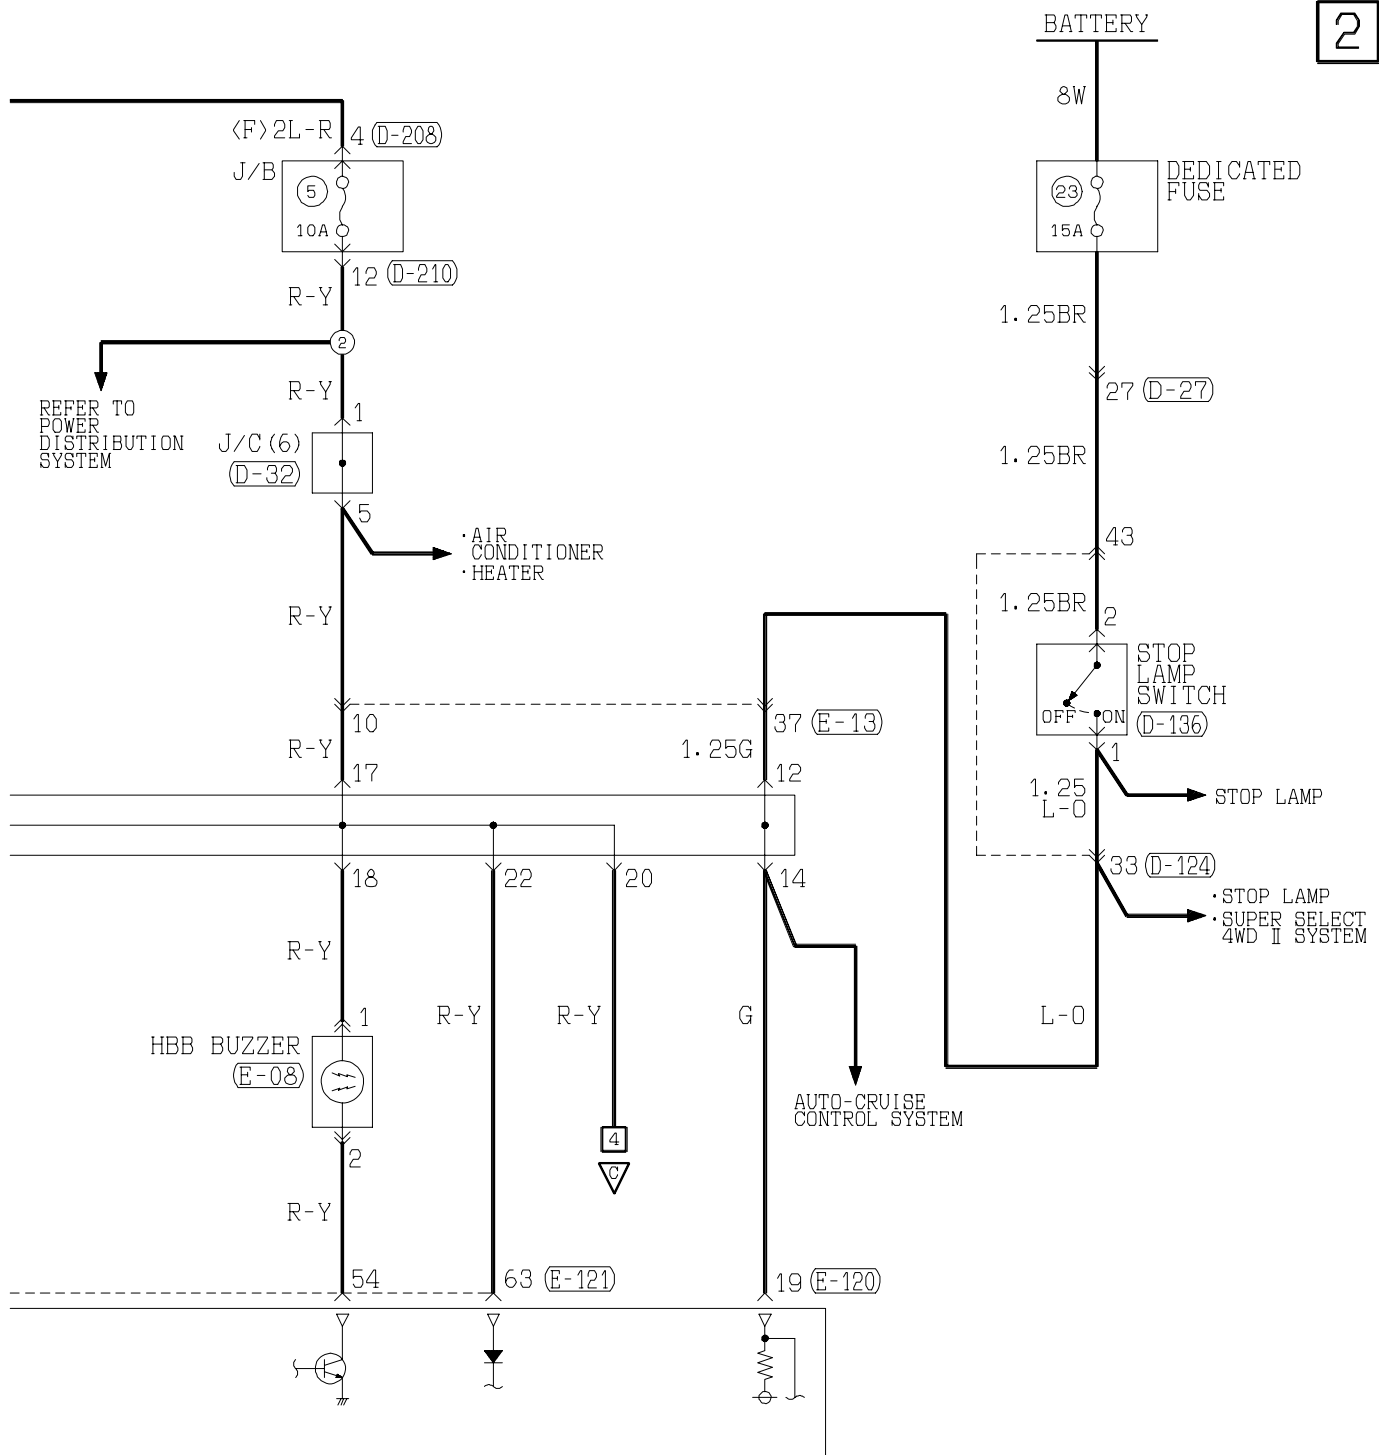 BATTERY
2
8W
〈F〉2L-R
4 (D-208)
J/B
5
10A
DEDICATED
FUSE
23
15A
12 (D-210)
R-Y
1.25BR
2
R-Y
27 (D-27)
REFER TO
POWER
DISTRIBUTION
SYSTEM
1
J/C(6)
(D-32)
1.25BR
5
·AIR
CONDITIONER
·HEATER
43
R-Y
1.25BR
2
STOP
LAMP
SWITCH
(D-136)
OFF
ON
10
37 (E-13)
R-Y
1.25G
1
17
12
1.25
L-O
STOP LAMP
18
22
20
14
33 (D-124)
·STOP LAMP
·SUPER SELECT
4WD Ⅱ SYSTEM
R-Y
R-Y
R-Y
G
L-O
1
HBB BUZZER
(E-08)
AUTO-CRUISE
CONTROL SYSTEM
4
C
2
R-Y
54
63 (E-121)
19 (E-120)